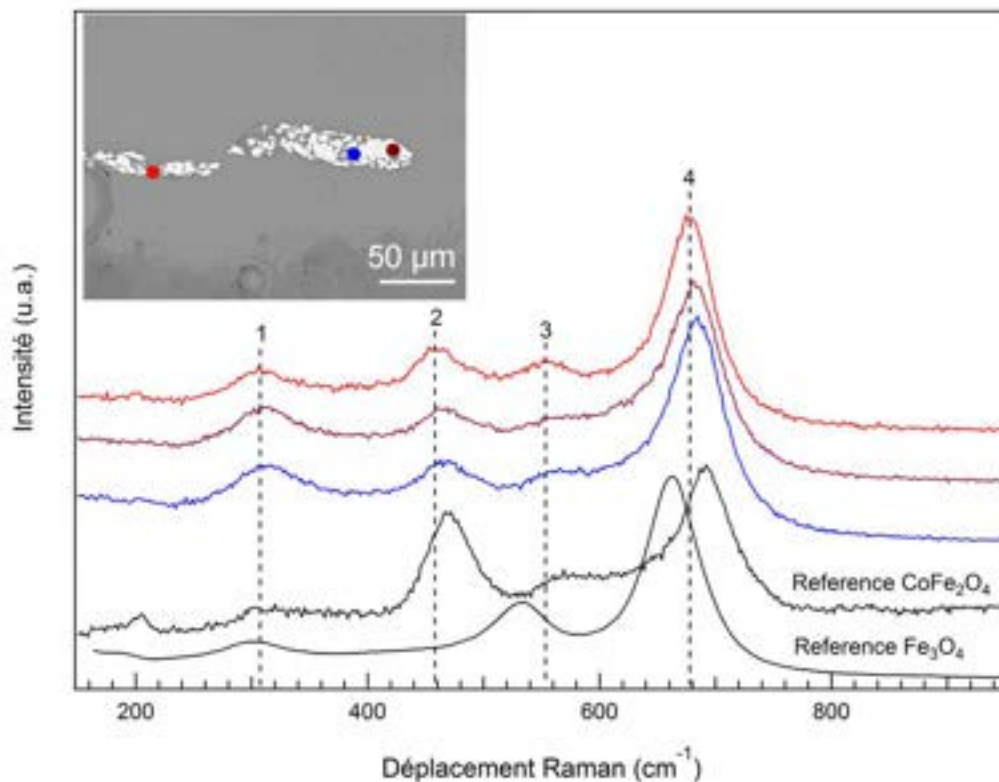 50 µm
1
2
3
4
Intensité (u.a.)
Reference CoFe₂O₄
Reference Fe₃O₄
200 400 600 800
Déplacement Raman (cm⁻¹)